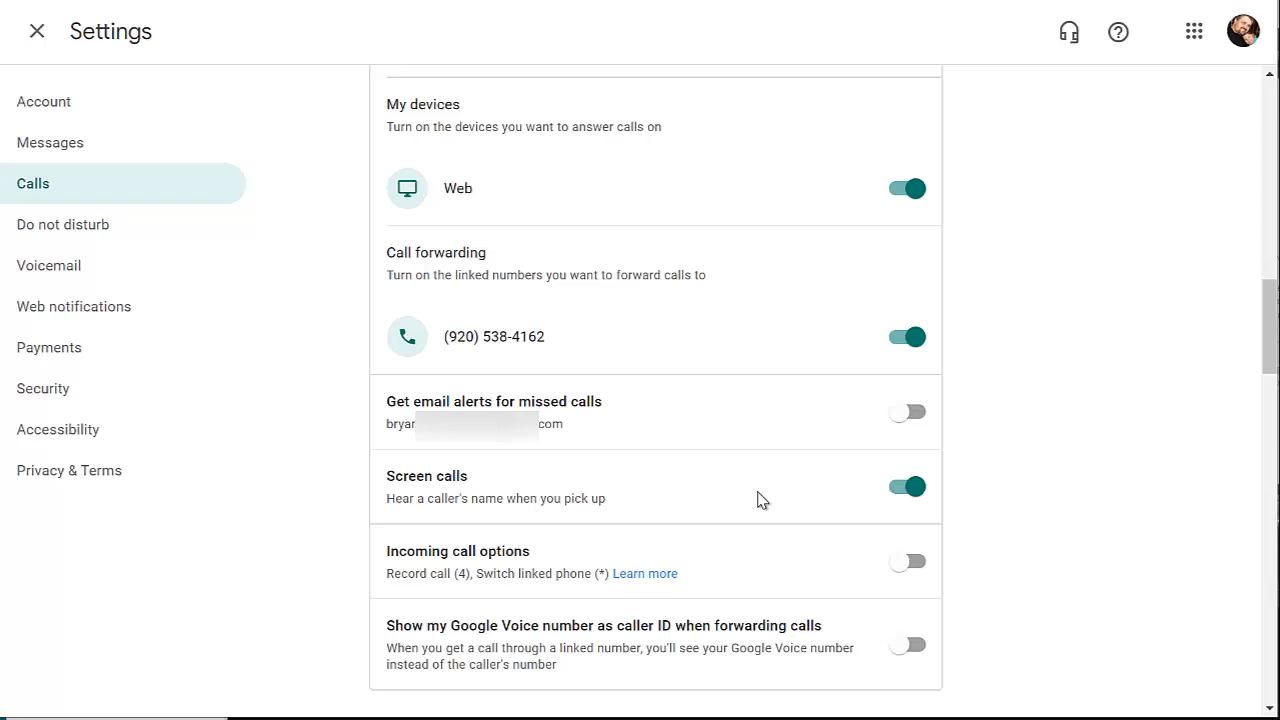 Settings
Account
Messages
Calls
Do not disturb
Voicemail
Web notifications
Payments
Security
Accessibility
Privacy & Terms
My devices
Turn on the devices you want to answer calls on
Web
Call forwarding
Turn on the linked numbers you want to forward calls to
(920) 538-4162
Get email alerts for missed calls
bryan com
Screen calls
Hear a caller's name when you pick up
Incoming call options
Record call (4), Switch linked phone (*) Learn more
Show my Google Voice number as caller ID when forwarding calls
When you get a call through a linked number, you'll see your Google Voice number
instead of the caller's number